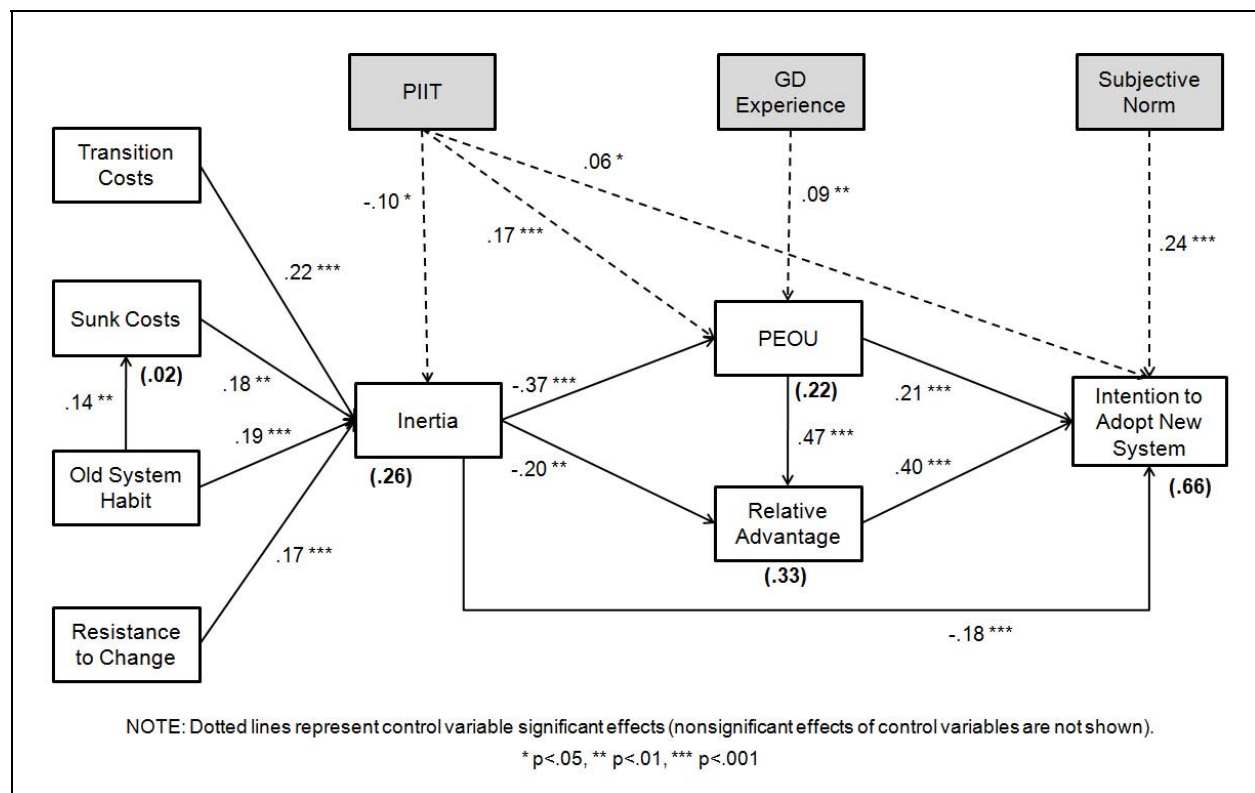 PIIT
GD
Experience
Subjective
Norm
Transition
Costs
.06 *
-.10 *
.09 **
.17 ***
.24 ***
.22 ***
Sunk Costs
(.02)
PEOU
(.22)
.18 **
-.37 ***
.21 ***
.14 **
Inertia
(.26)
Intention to
Adopt New
System
(.66)
.19 ***
.47 ***
-.20 **
.40 ***
Old System
Habit
Relative
Advantage
(.33)
.17 ***
Resistance
to Change
-.18 ***
NOTE: Dotted lines represent control variable significant effects (nonsignificant effects of control variables are not shown).
* p<.05, ** p<.01, *** p<.001